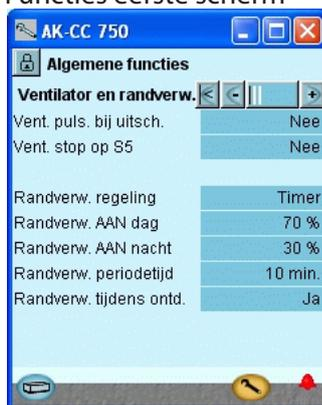 Functies eerste scherm
AK-CC 750
Algemene functies
Ventilator en randverw.
Vent. puls. bij uitsch. Nee
Vent. stop op S5 Nee
Randverw. regeling Timer
Randverw. AAN dag 70 %
Randverw. AAN nacht 30 %
Randverw. periodetijd 10 min.
Randverw. tijdens ontd. Ja